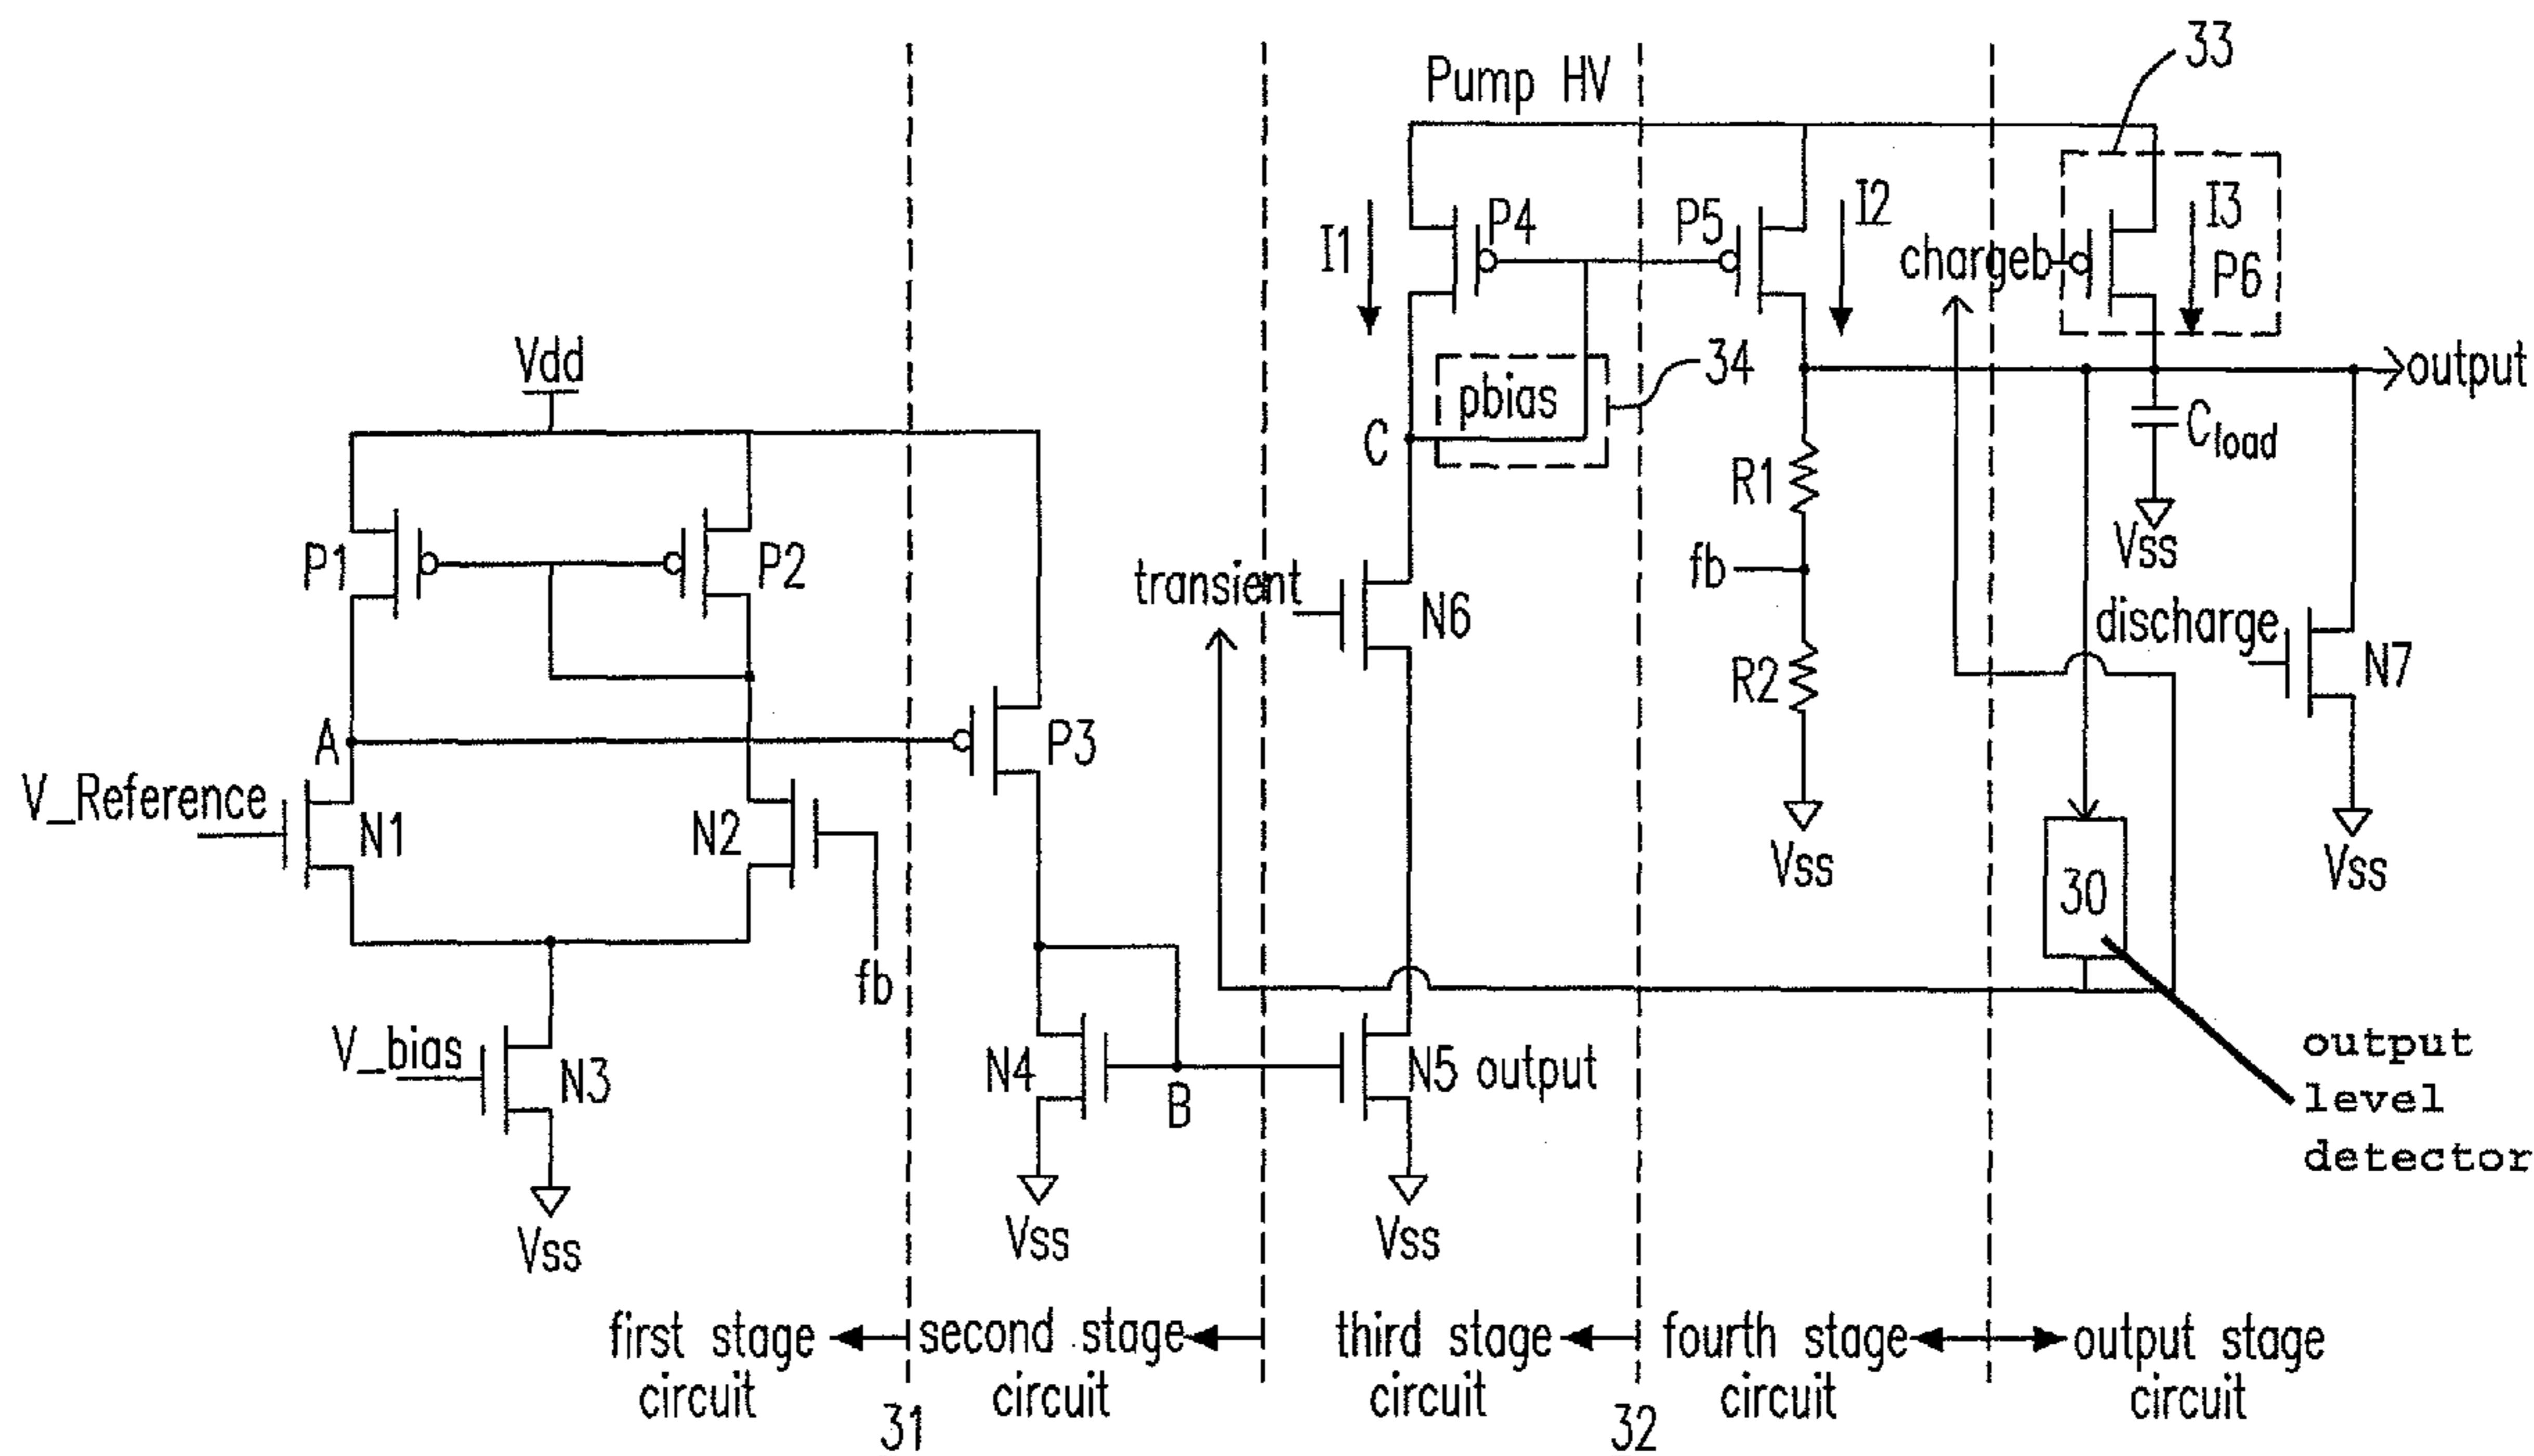 33
Pump HV
I1
P4
P5
I2
chargeb
I3
P6
Vdd
pbias
34
output
C
Cload
R1
Vss
P1
P2
transient
N6
fb
discharge
N7
R2
A
P3
V_Reference
N1
N2
Vss
30
Vss
fb
V_bias
N3
N4
B
N5 output
output
level
detector
Vss
Vss
Vss
first stage circuit
second stage circuit
third stage circuit
fourth stage circuit
output stage circuit
31
32